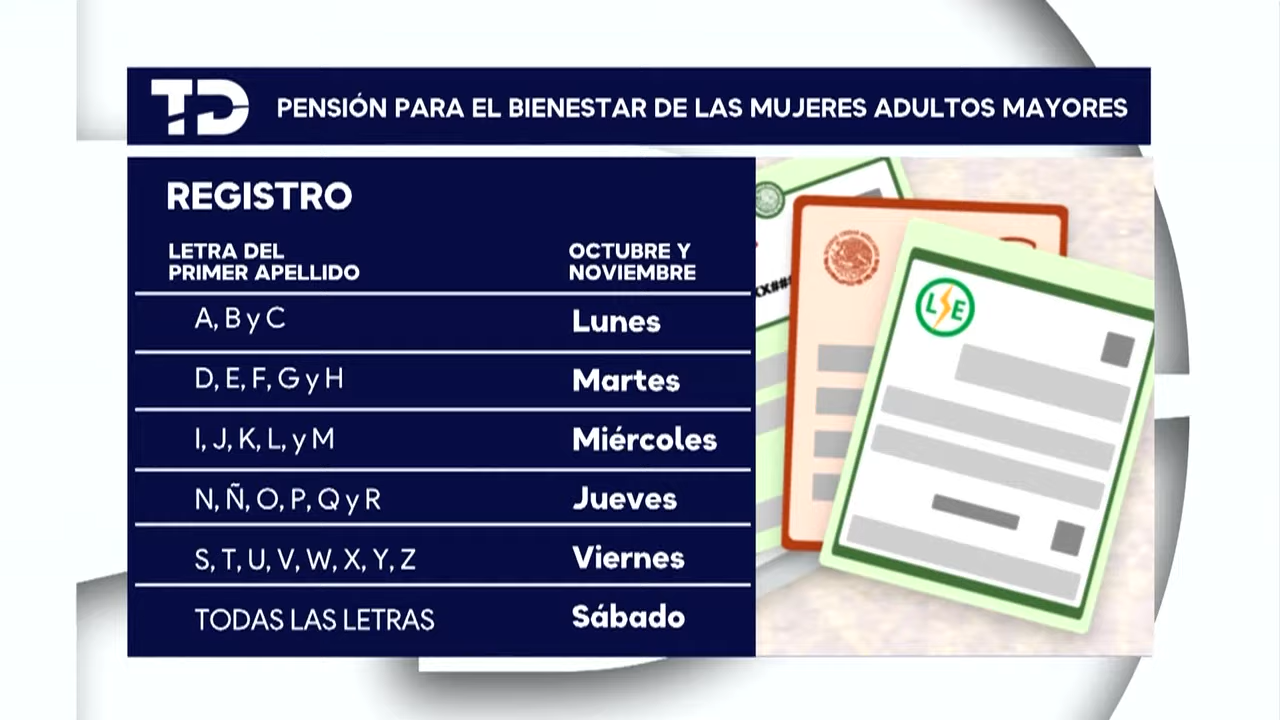 TD PENSIÓN PARA EL BIENESTAR DE LAS MUJERES ADULTOS MAYORES
REGISTRO
LETRA DEL
PRIMER APELLIDO
OCTUBRE Y
NOVIEMBRE
A, B y C Lunes
D, E, F, G y H Martes
I, J, K, L, y M Miércoles
N, Ñ, O, P, Q y R Jueves
S, T, U, V, W, X, Y, Z Viernes
TODAS LAS LETRAS Sábado
XX##
LSE